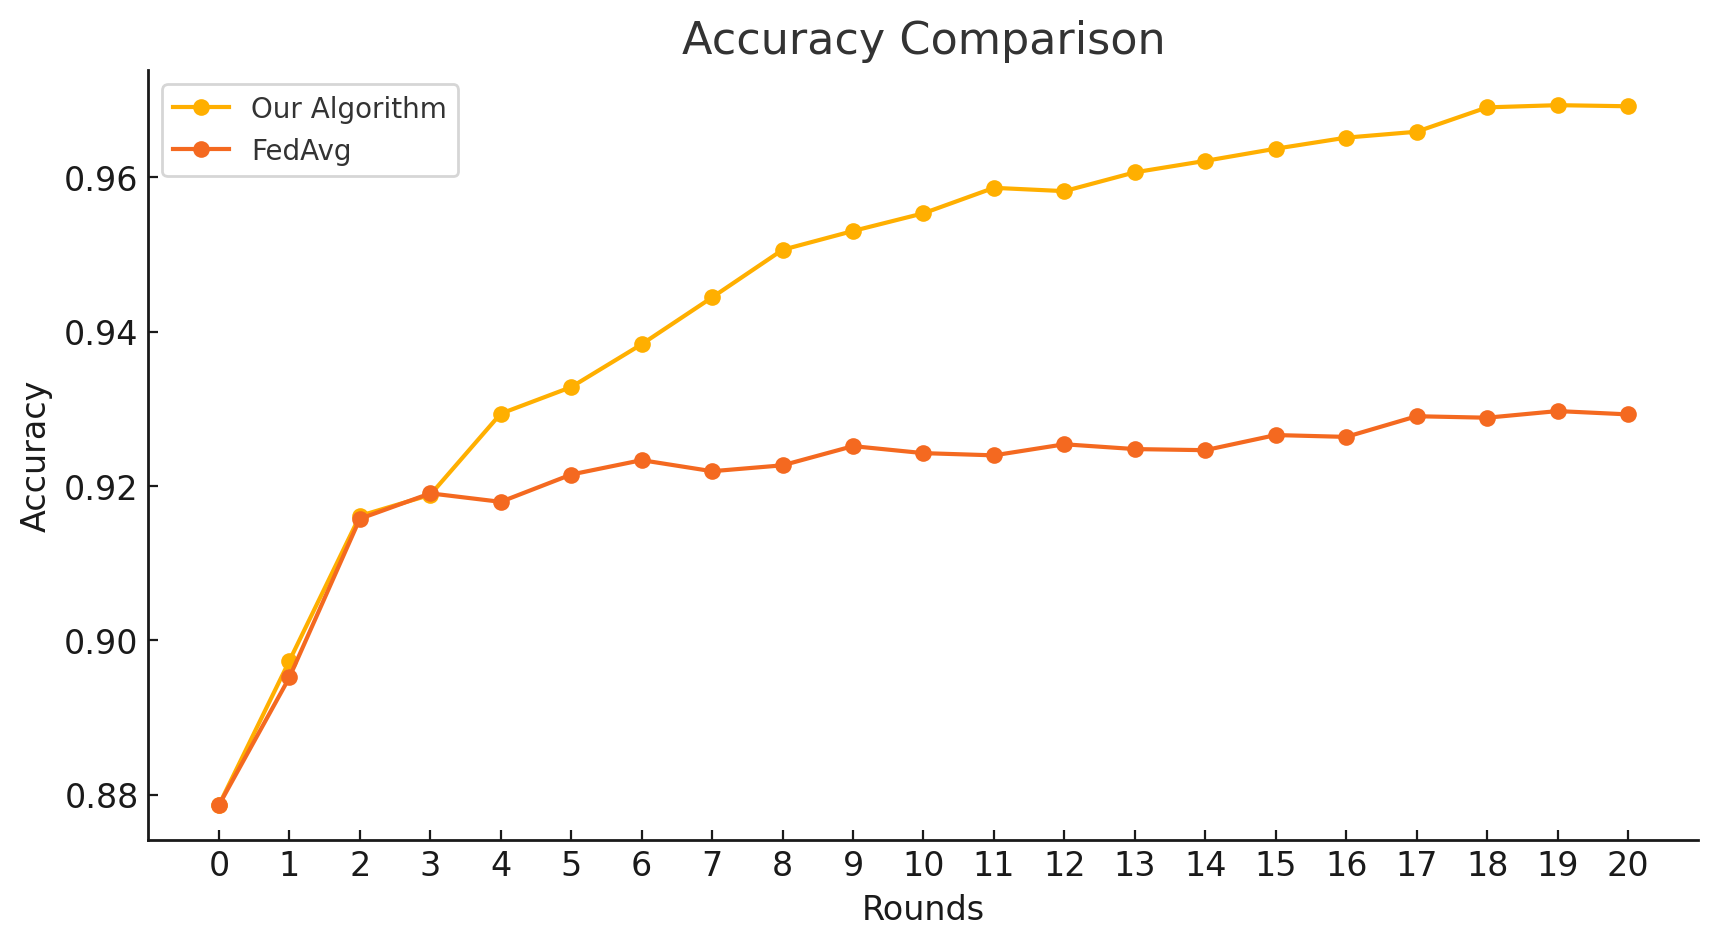 Accuracy Comparison
Our Algorithm
FedAvg
0.96
0.94
0.92
0.90
0.88
Accuracy
0 1 2 3 4 5 6 7 8 9 10 11 12 13 14 15 16 17 18 19 20
Rounds